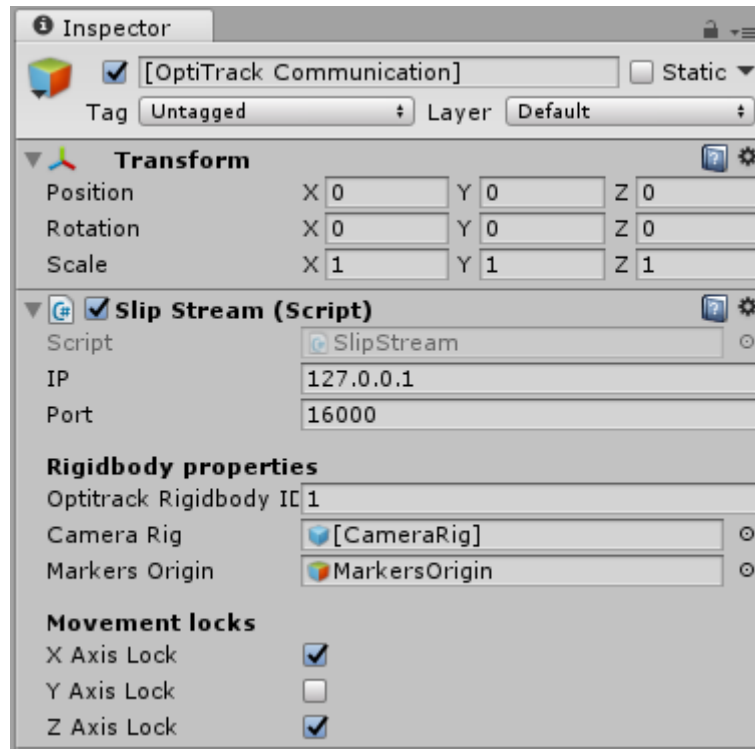 Inspector
[OptiTrack Communication] Static
Tag Untagged Layer Default
Transform
Position X 0 Y 0 Z 0
Rotation X 0 Y 0 Z 0
Scale X 1 Y 1 Z 1
Slip Stream (Script)
Script SlipStream
IP 127.0.0.1
Port 16000
Rigidbody properties
Optitrack Rigidbody ID 1
Camera Rig [CameraRig]
Markers Origin MarkersOrigin
Movement locks
X Axis Lock
Y Axis Lock
Z Axis Lock